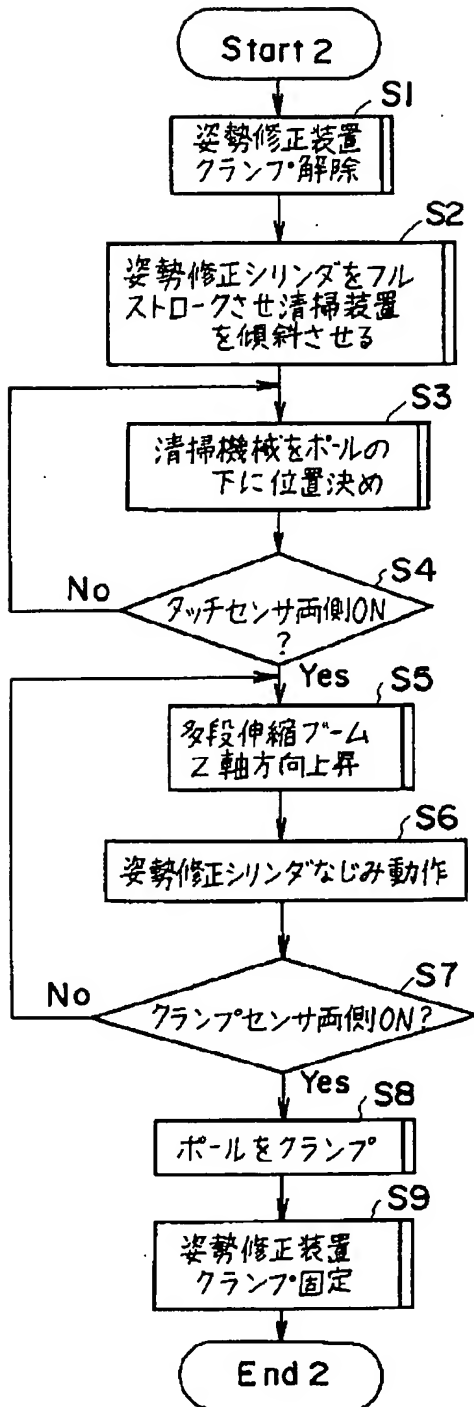 Start 2
S1
姿勢修正装置
クランプ解除
S2
姿勢修正シリンダをフル
ストロークさせ清掃装置
を傾斜させる
S3
清掃機械をポールの
下に位置決め
S4
No
タッチセンサ両側ON
?
Yes
S5
多段伸縮ブーム
Z軸方向上昇
S6
姿勢修正シリンダなじみ動作
S7
No
クランプセンサ両側ON?
Yes
S8
ポールをクランプ
S9
姿勢修正装置
クランプ固定
End 2